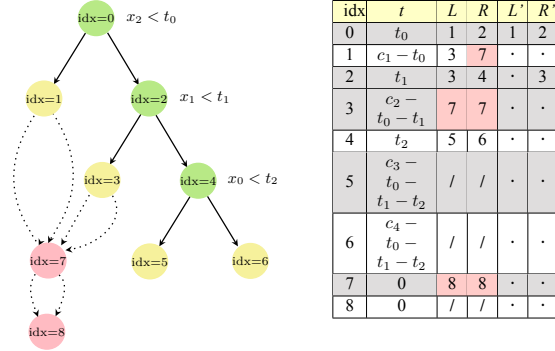 idx=0 x₂ < t₀
idx=1 idx=2 x₁ < t₁
idx=3 idx=4 x₀ < t₂
idx=7 idx=5 idx=6
idx=8
idx t L R L' R'
0 t₀ 1 2 1 2
1 c₁ − t₀ 3 7 · ·
2 t₁ 3 4 · 3
3 c₂ − 7 7 · ·
t₀ − t₁
4 t₂ 5 6 · ·
c₃ −
5 t₀ − / / · ·
t₁ − t₂
c₄ −
6 t₀ − / / · ·
t₁ − t₂
7 0 8 8 · ·
8 0 / / · ·